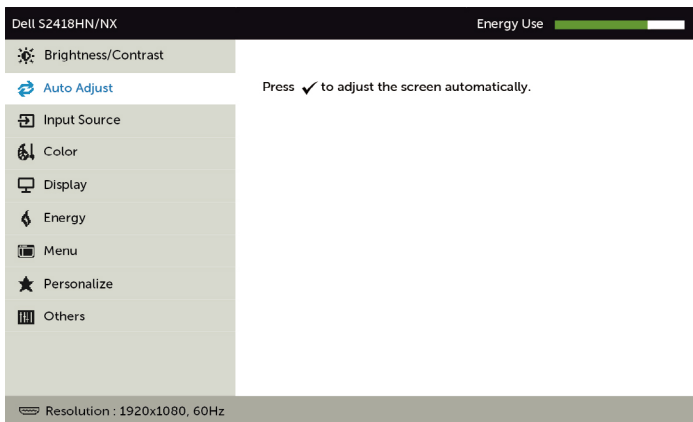 Dell S2418HN/NX Energy Use
Brightness/Contrast
Auto Adjust
Press ✓ to adjust the screen automatically.
Input Source
Color
Display
Energy
Menu
Personalize
Others
Resolution : 1920x1080, 60Hz